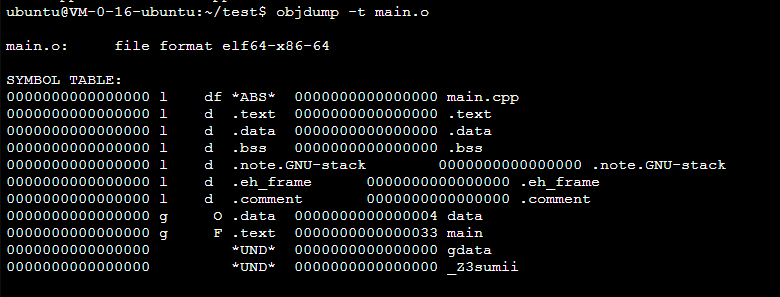 ubuntu@VM-0-16-ubuntu:~/test$ objdump -t main.o
main.o:     file format elf64-x86-64
SYMBOL TABLE:
0000000000000000 l    df *ABS*  0000000000000000 main.cpp
0000000000000000 l    d  .text  0000000000000000 .text
0000000000000000 l    d  .data  0000000000000000 .data
0000000000000000 l    d  .bss   0000000000000000 .bss
0000000000000000 l    d  .note.GNU-stack        0000000000000000 .note.GNU-stack
0000000000000000 l    d  .eh_frame      0000000000000000 .eh_frame
0000000000000000 l    d  .comment       0000000000000000 .comment
0000000000000000 g     O .data  0000000000000004 data
0000000000000000 g     F .text  0000000000000033 main
0000000000000000         *UND*  0000000000000000 gdata
0000000000000000         *UND*  0000000000000000 _Z3sumii